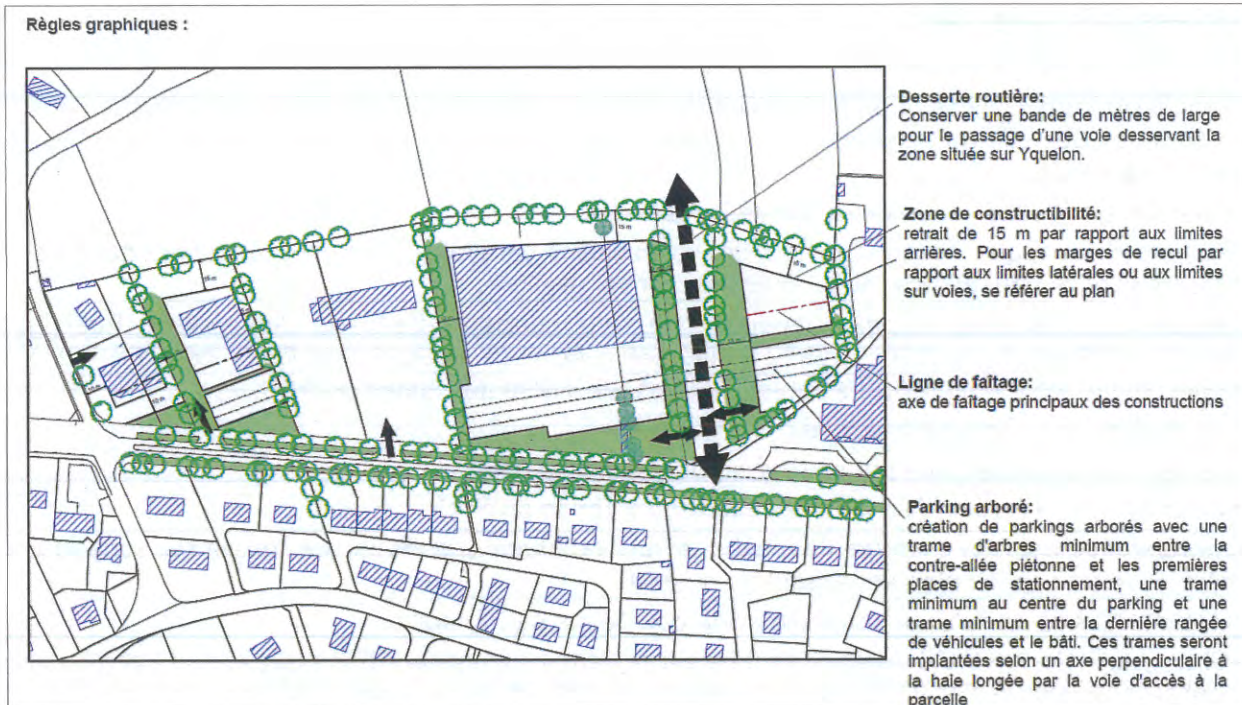 Règles graphiques :
Desserte routière:
Conserver une bande de mètres de large
pour le passage d'une voie desservant la
zone située sur Yquelon.
Zone de constructibilité:
retrait de 15 m par rapport aux limites
arrières. Pour les marges de recul par
rapport aux limites latérales ou aux limites
sur voies, se référer au plan
Ligne de faîtage:
axe de faîtage principaux des constructions
Parking arboré:
création de parkings arborés avec une
trame d'arbres minimum entre la
contre-allée piétonne et les premières
places de stationnement, une trame
minimum au centre du parking et une
trame minimum entre la dernière rangée
de véhicules et le bâti. Ces trames seront
implantées selon un axe perpendiculaire à
la haie longée par la voie d'accès à la
parcelle
15 m